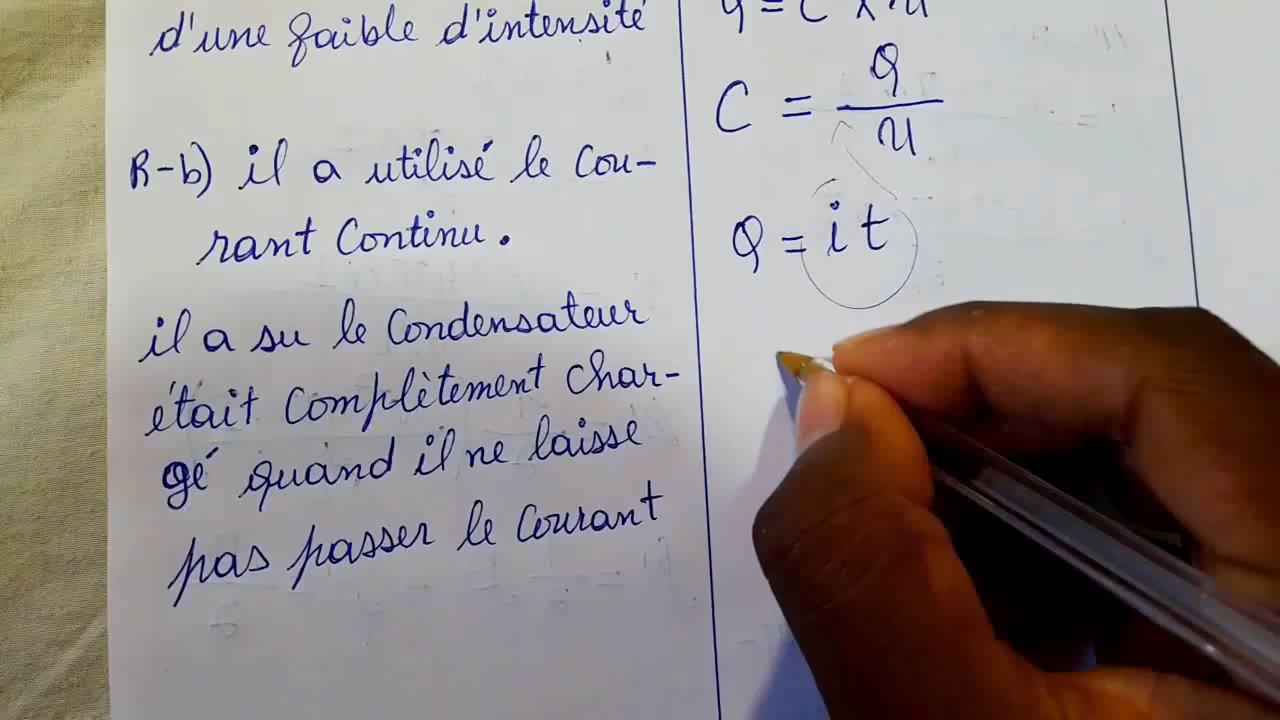 d'une faible d'intensité
R-b) il a utilisé le cou-
rant Continu.
il a su le Condensateur
était Complètement char-
gé quand il ne laisse
pas passer le Courant
q = C x u
C = Q / u
Q = it